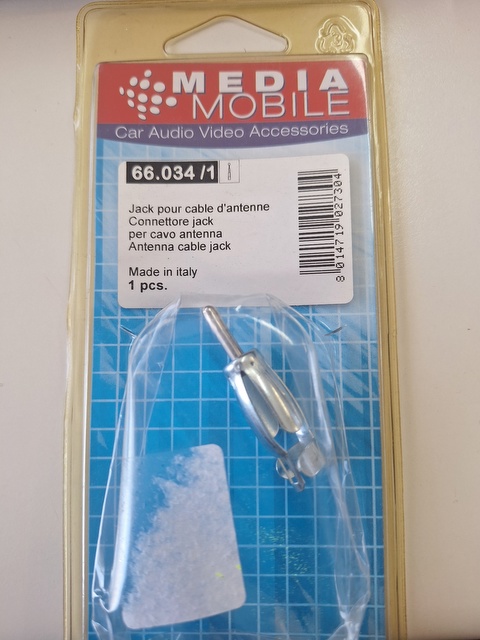 MEDIA
MOBILE
Car Audio Video Accessories
66.034 /1
Jack pour cable d'antenne
Connettore jack
per cavo antenna
Antenna cable jack
Made in italy
1 pcs.
8 014719 027304